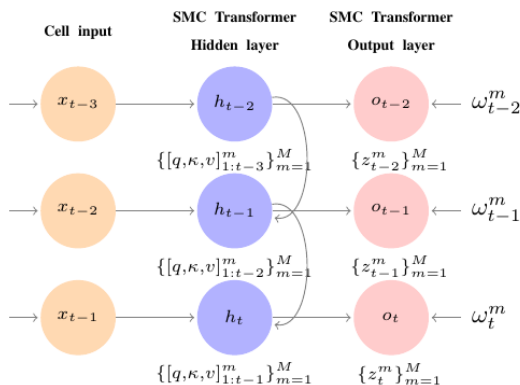 Cell input
SMC Transformer
Hidden layer
SMC Transformer
Output layer
x_{t−3} h_{t−2} o_{t−2} ω^m_{t−2}
{[q,κ,v]^m_{1:t−3}}^M_{m=1} {z^m_{t−2}}^M_{m=1}
x_{t−2} h_{t−1} o_{t−1} ω^m_{t−1}
{[q,κ,v]^m_{1:t−2}}^M_{m=1} {z^m_{t−1}}^M_{m=1}
x_{t−1} h_t o_t ω^m_t
{[q,κ,v]^m_{1:t−1}}^M_{m=1} {z^m_t}^M_{m=1}